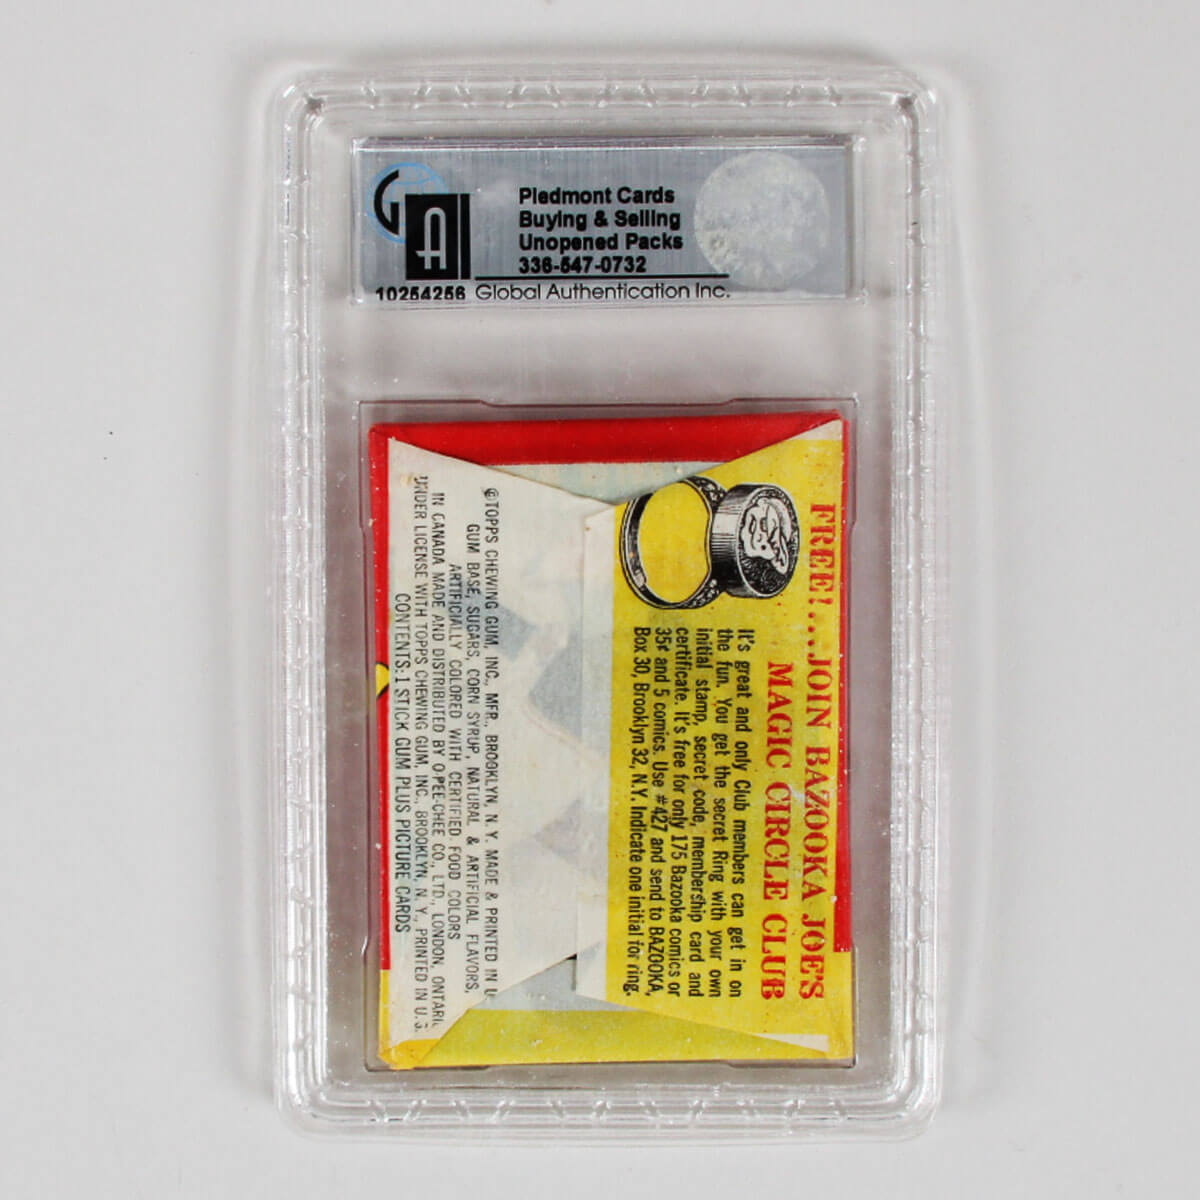 GA
Piedmont Cards
Buying & Selling
Unopened Packs
336-547-0732
10254256 Global Authentication Inc.
FREE!...JOIN BAZOOKA JOE'S
MAGIC CIRCLE CLUB
It's great and only Club members can get in on
the fun. You get the secret Ring with your own
initial stamp, secret code, membership card and
certificate. It's free for only 175 Bazooka comics or
35¢ and 5 comics. Use #427 and send to BAZOOKA,
Box 30, Brooklyn 32, N.Y. Indicate one initial for ring.
©TOPPS CHEWING GUM, INC., MFR., BROOKLYN, N. Y. MADE & PRINTED IN U
GUM BASE, SUGARS, CORN SYRUP, NATURAL & ARTIFICIAL FLAVORS,
ARTIFICIALLY COLORED WITH CERTIFIED FOOD COLORS
IN CANADA MADE AND DISTRIBUTED BY O-PEE-CHEE CO., LTD., LONDON, ONTARI
UNDER LICENSE WITH TOPPS CHEWING GUM, INC., BROOKLYN, N. Y., PRINTED IN U. S.
CONTENTS: 1 STICK GUM PLUS PICTURE CARDS